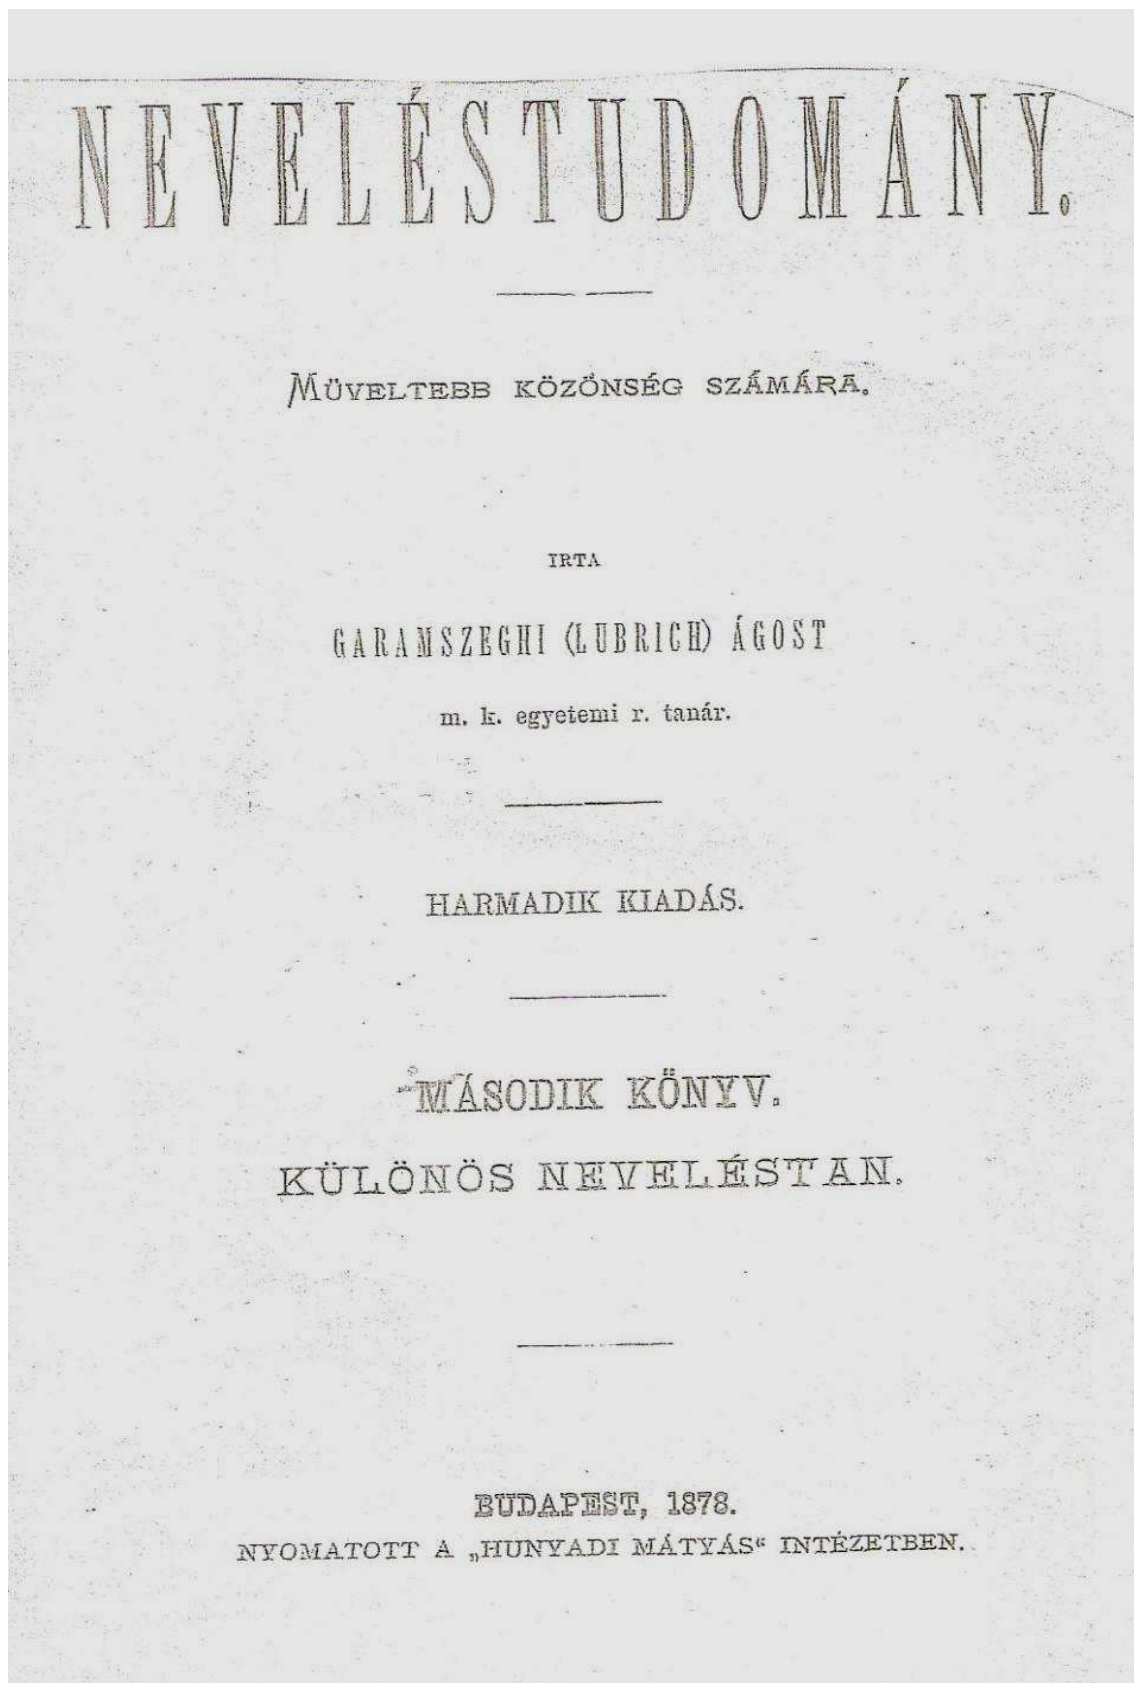 NEVELÉSTUDOMÁNY.
MŰVELTEBB KÖZÖNSÉG SZÁMÁRA.
IRTA
GARAMSZEGHI (LUBRICH) ÁGOST
m. k. egyetemi r. tanár.
HARMADIK KIADÁS.
MÁSODIK KÖNYV.
KÜLÖNÖS NEVELÉSTAN.
BUDAPEST, 1878.
NYOMATOTT A „HUNYADI MÁTYÁS“ INTÉZETBEN.